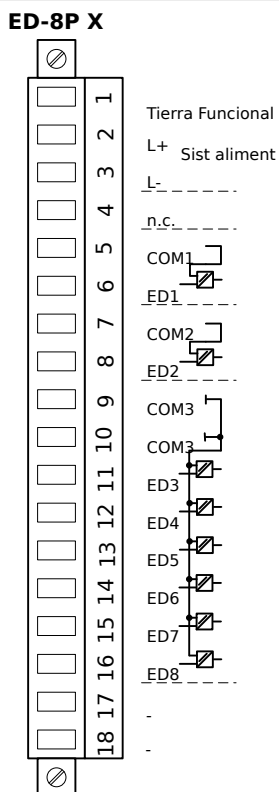 ED-8P X
1
Tierra Funcional
2
L+ Sist aliment
3
L-
4
n.c.
5
COM1
6
ED1
7
COM2
8
ED2
9
COM3
10
COM3
11
ED3
12
ED4
13
ED5
14
ED6
15
ED7
16
ED8
17
-
18
-